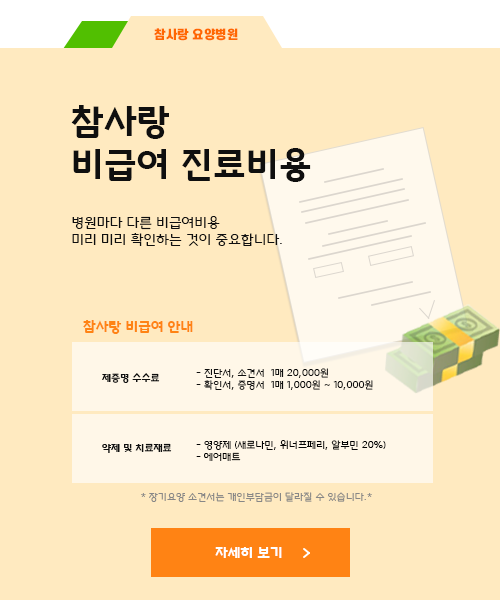 참사랑 요양병원
참사랑
비급여 진료비용
병원마다 다른 비급여비용
미리 미리 확인하는 것이 중요합니다.
참사랑 비급여 안내
제증명 수수료
- 진단서, 소견서 1매 20,000원
- 확인서, 증명서 1매 1,000원 ~ 10,000원
약제 및 치료재료
- 영양제 (새로나민, 위너프페리, 알부민 20%)
- 에어매트
* 장기요양 소견서는 개인부담금이 달라질 수 있습니다.*
자세히 보기 >